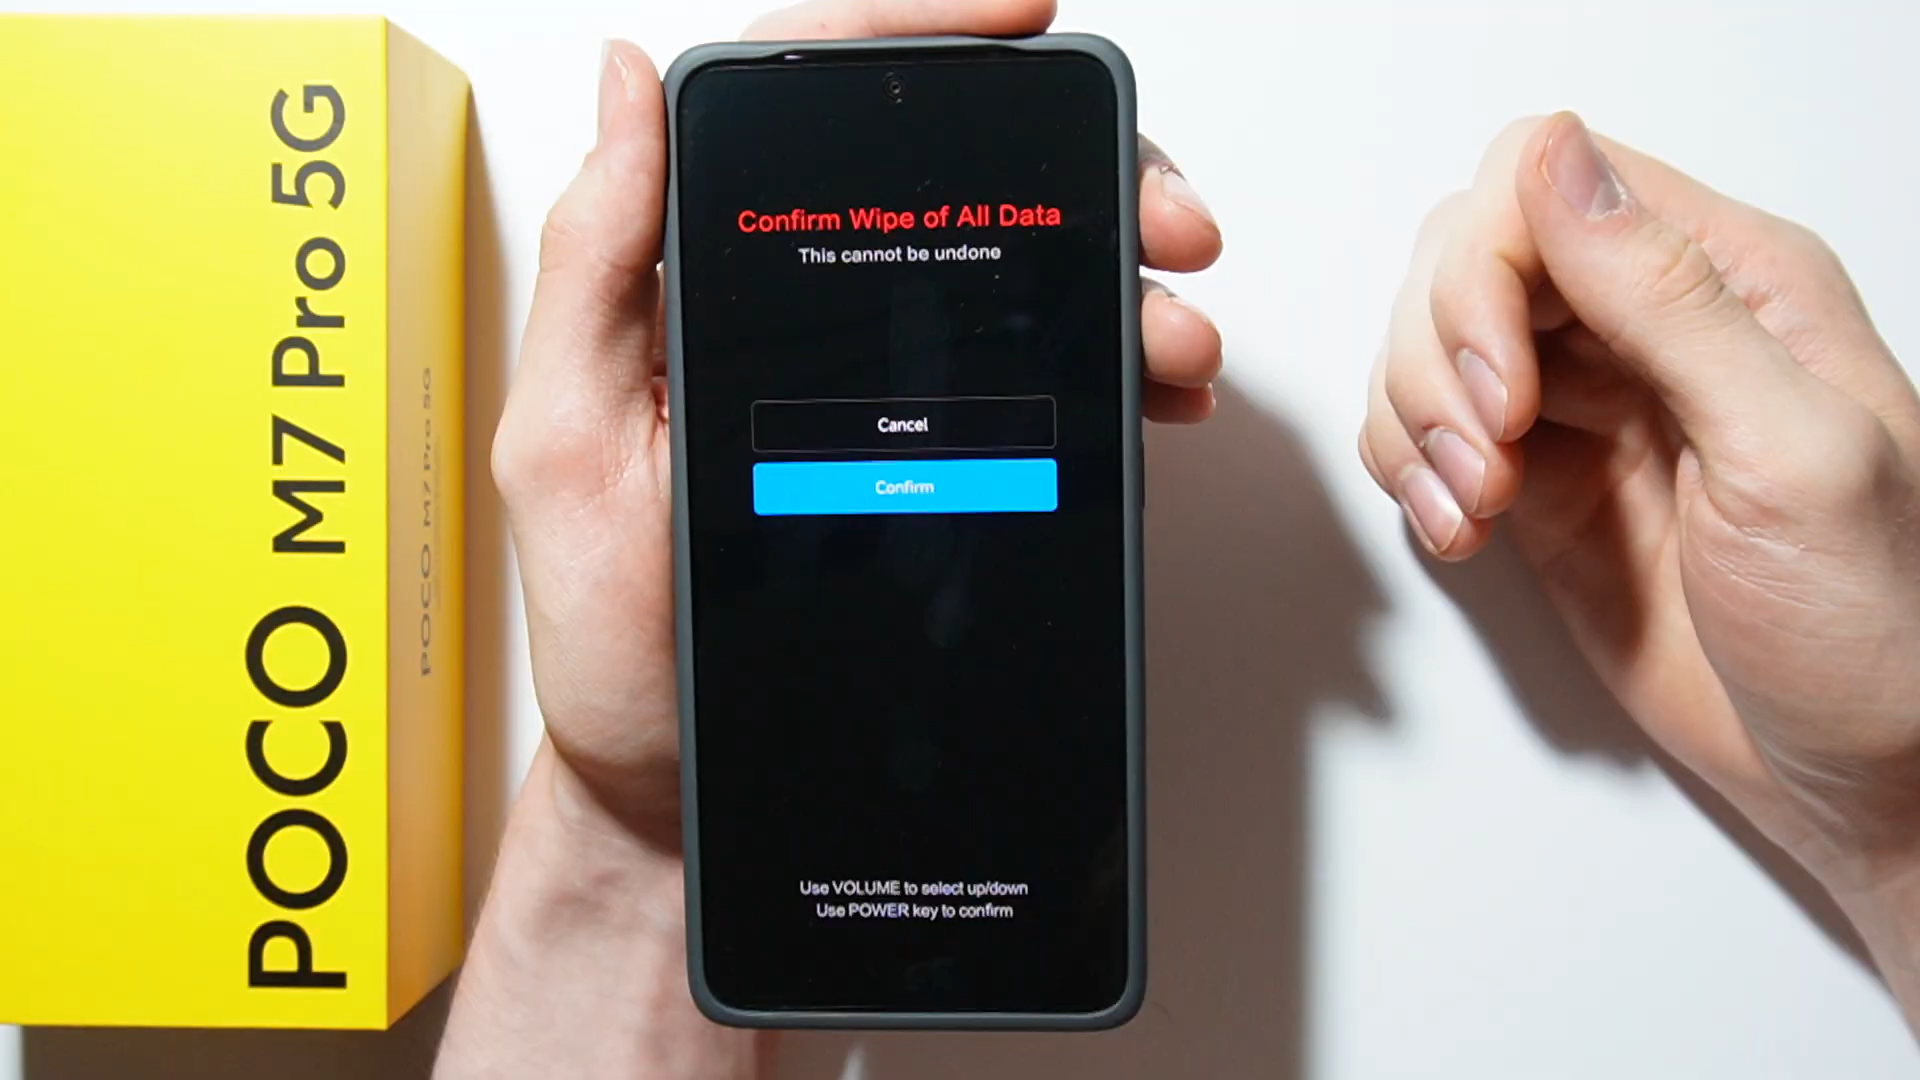 POCO M7 Pro 5G
POCO M7 Pro 5G
Confirm Wipe of All Data
This cannot be undone
Cancel
Confirm
Use VOLUME to select up/down
Use POWER key to confirm